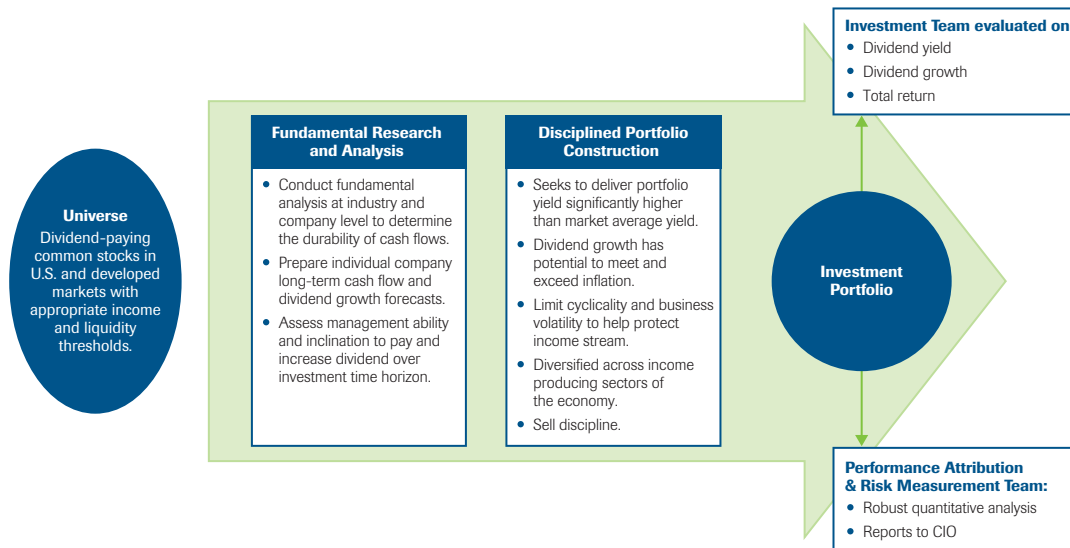 Universe
Dividend-paying
common stocks in
U.S. and developed
markets with
appropriate income
and liquidity
thresholds.
Fundamental Research
and Analysis
• Conduct fundamental
analysis at industry and
company level to determine
the durability of cash flows.
• Prepare individual company
long-term cash flow and
dividend growth forecasts.
• Assess management ability
and inclination to pay and
increase dividend over
investment time horizon.
Disciplined Portfolio
Construction
• Seeks to deliver portfolio
yield significantly higher
than market average yield.
• Dividend growth has
potential to meet and
exceed inflation.
• Limit cyclicality and business
volatility to help protect
income stream.
• Diversified across income
producing sectors of
the economy.
• Sell discipline.
Investment Team evaluated on
• Dividend yield
• Dividend growth
• Total return
Investment
Portfolio
Performance Attribution
& Risk Measurement Team:
• Robust quantitative analysis
• Reports to CIO